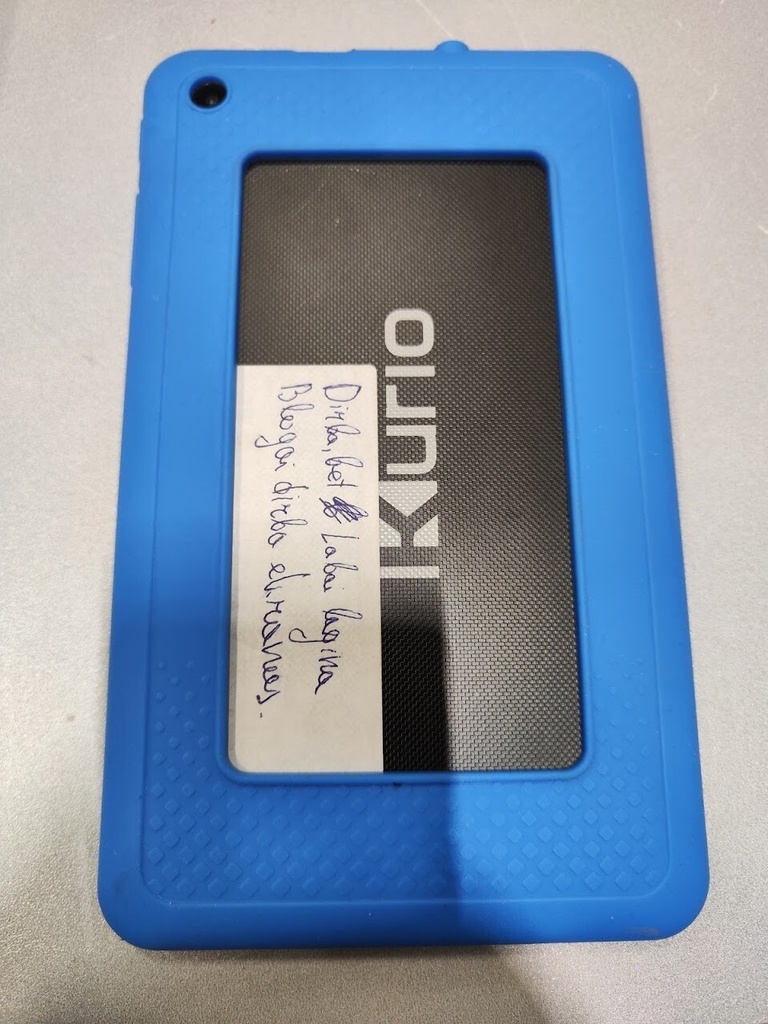 Kurio
Dirba, bet labai lagina
Blogai dirba ekranas.